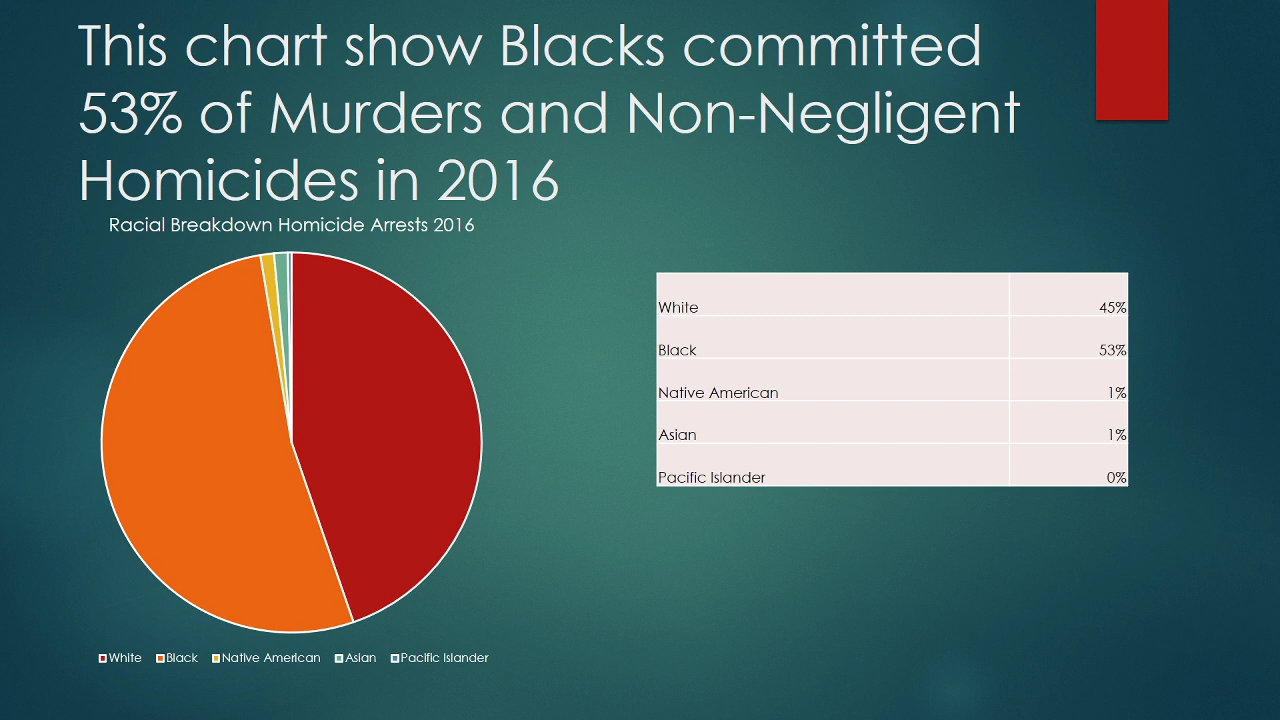 This chart show Blacks committed
53% of Murders and Non-Negligent
Homicides in 2016
Racial Breakdown Homicide Arrests 2016
White 45%
Black 53%
Native American 1%
Asian 1%
Pacific Islander 0%
White Black Native American Asian Pacific Islander